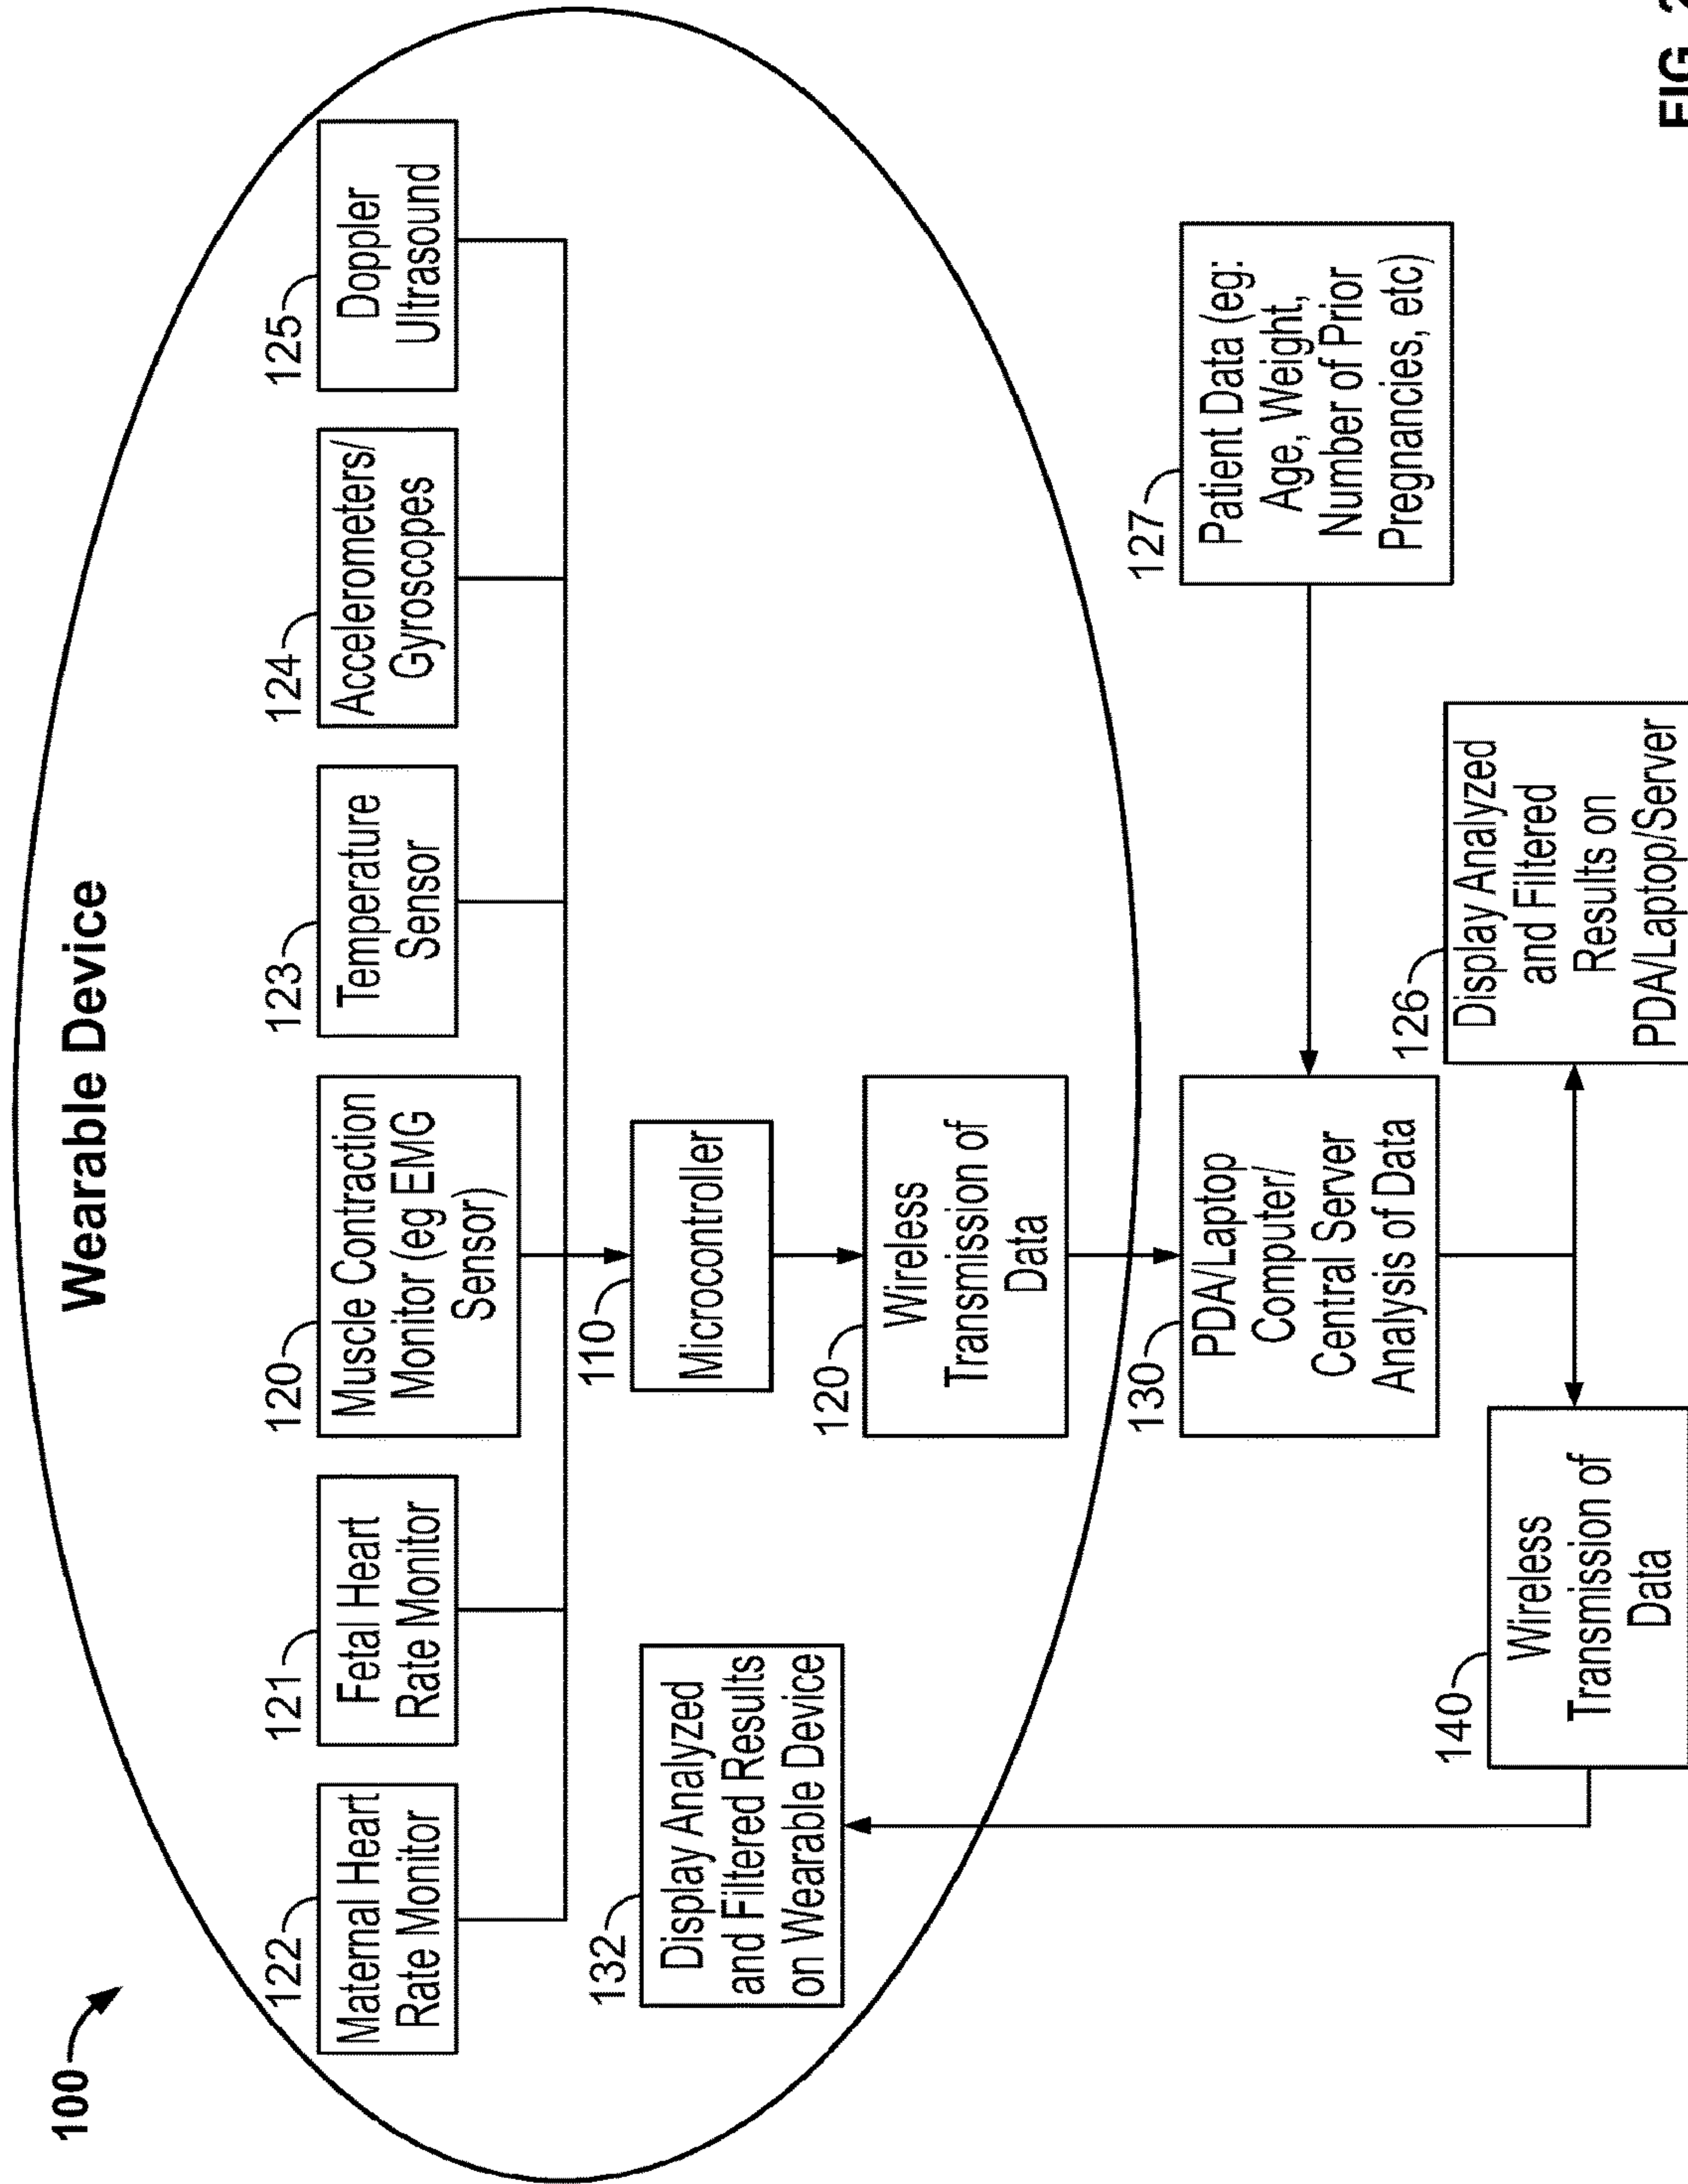 100
Wearable Device
122
Maternal Heart
Rate Monitor
121
Fetal Heart
Rate Monitor
120
Muscle Contraction
Monitor (eg EMG
Sensor)
123
Temperature
Sensor
124
Accelerometers/
Gyroscopes
125
Doppler
Ultrasound
132
Display Analyzed
and Filtered Results
on Wearable Device
110
Microcontroller
120
Wireless
Transmission of
Data
130
PDA/Laptop
Computer/
Central Server
Analysis of Data
127
Patient Data (eg:
Age, Weight,
Number of Prior
Pregnancies, etc)
140
Wireless
Transmission of
Data
126
Display Analyzed
and Filtered
Results on
PDA/Laptop/Server
FIG. 2